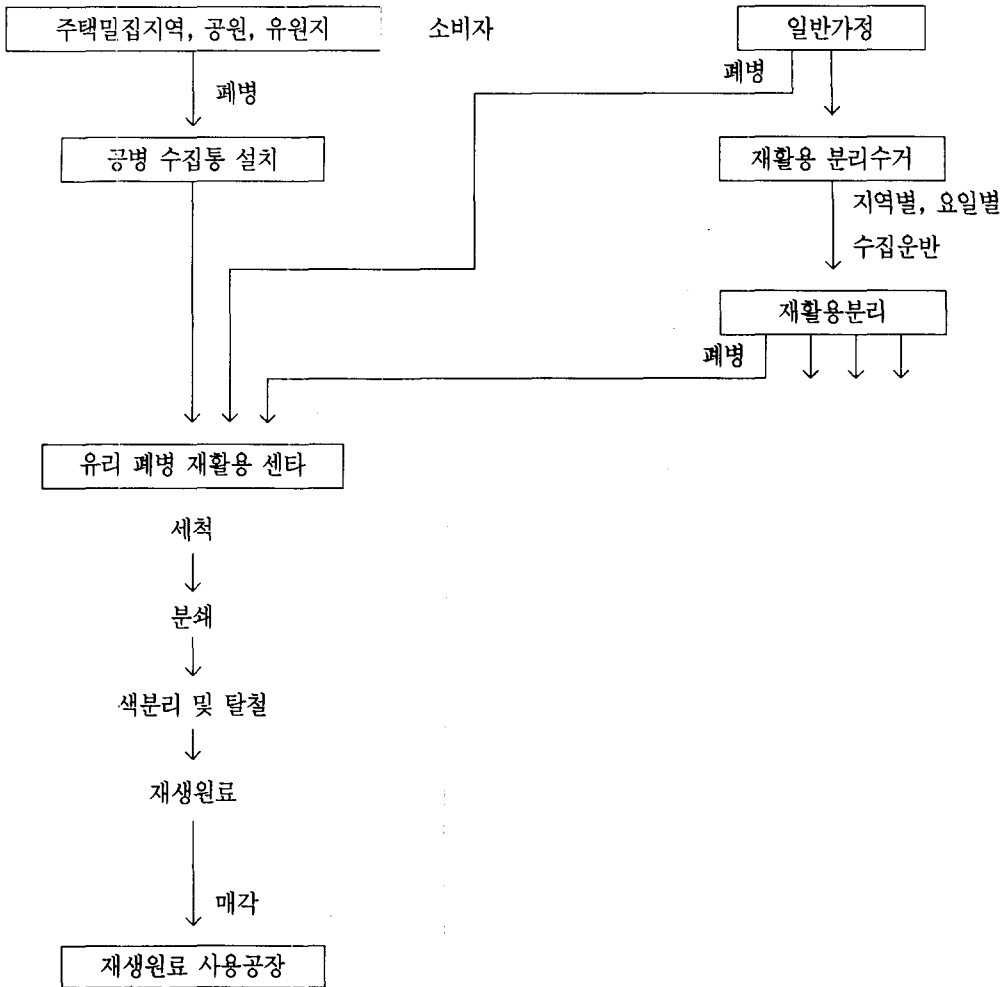 주택밀집지역, 공원, 유원지
소비자
일반가정
폐병
폐병
공병 수집통 설치
재활용 분리수거
지역별, 요일별
수집운반
재활용분리
폐병
유리 폐병 재활용 센타
세척
분쇄
색분리 및 탈철
재생원료
매각
재생원료 사용공장